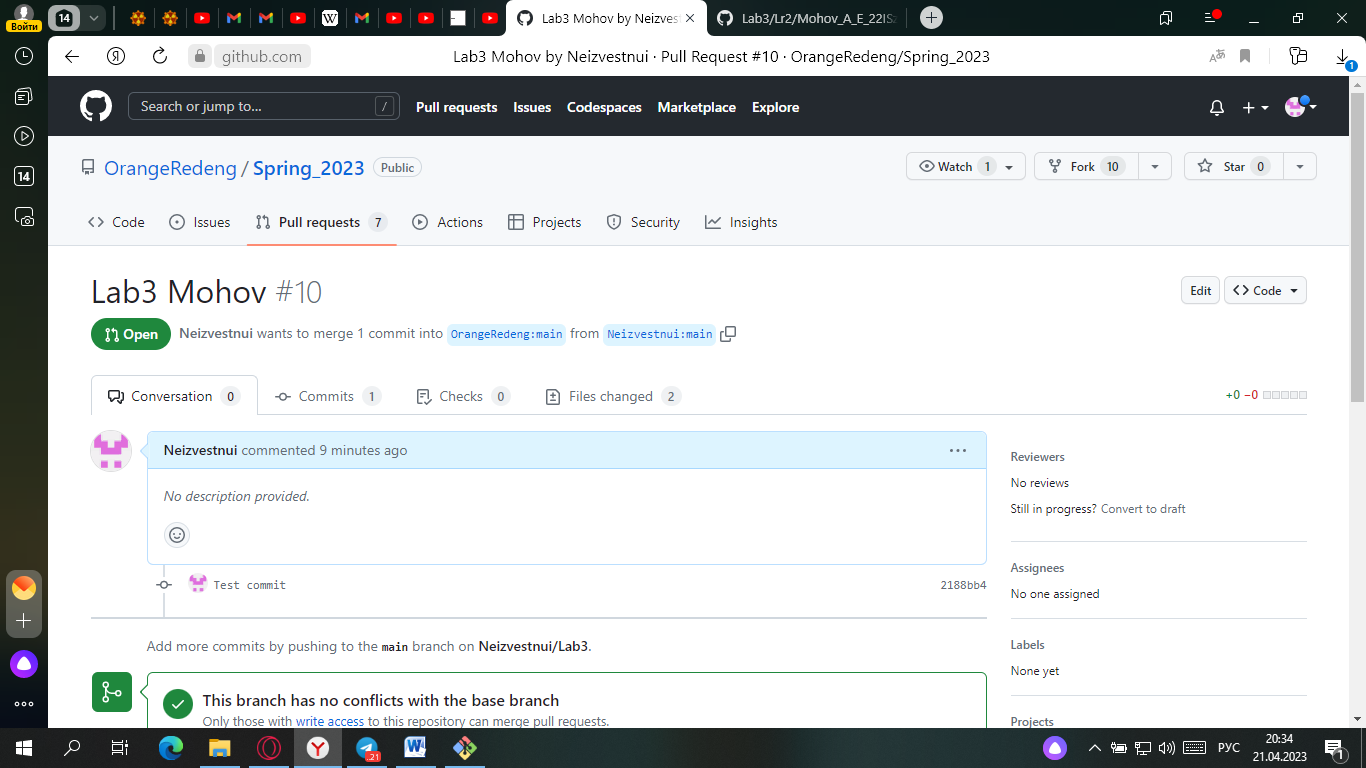 Войти
14
Lab3 Mohov by Neizves
Lab3/Lr2/Mohov_A_E_22IS
github.com
Lab3 Mohov by Neizvestnui · Pull Request #10 · OrangeRedeng/Spring_2023
1
14
Search or jump to...
/
Pull requests
Issues
Codespaces
Marketplace
Explore
OrangeRedeng / Spring_2023
Public
Watch 1
Fork 10
Star 0
Code
Issues
Pull requests 7
Actions
Projects
Security
Insights
Lab3 Mohov #10
Edit
Code
Open
Neizvestnui wants to merge 1 commit into OrangeRedeng:main from Neizvestnui:main
Conversation 0
Commits 1
Checks 0
Files changed 2
+0 −0
Neizvestnui commented 9 minutes ago
No description provided.
Test commit
2188bb4
Add more commits by pushing to the main branch on Neizvestnui/Lab3.
This branch has no conflicts with the base branch
Only those with write access to this repository can merge pull requests.
Reviewers
No reviews
Still in progress? Convert to draft
Assignees
No one assigned
Labels
None yet
Projects
21
РУС
20:34
21.04.2023
1